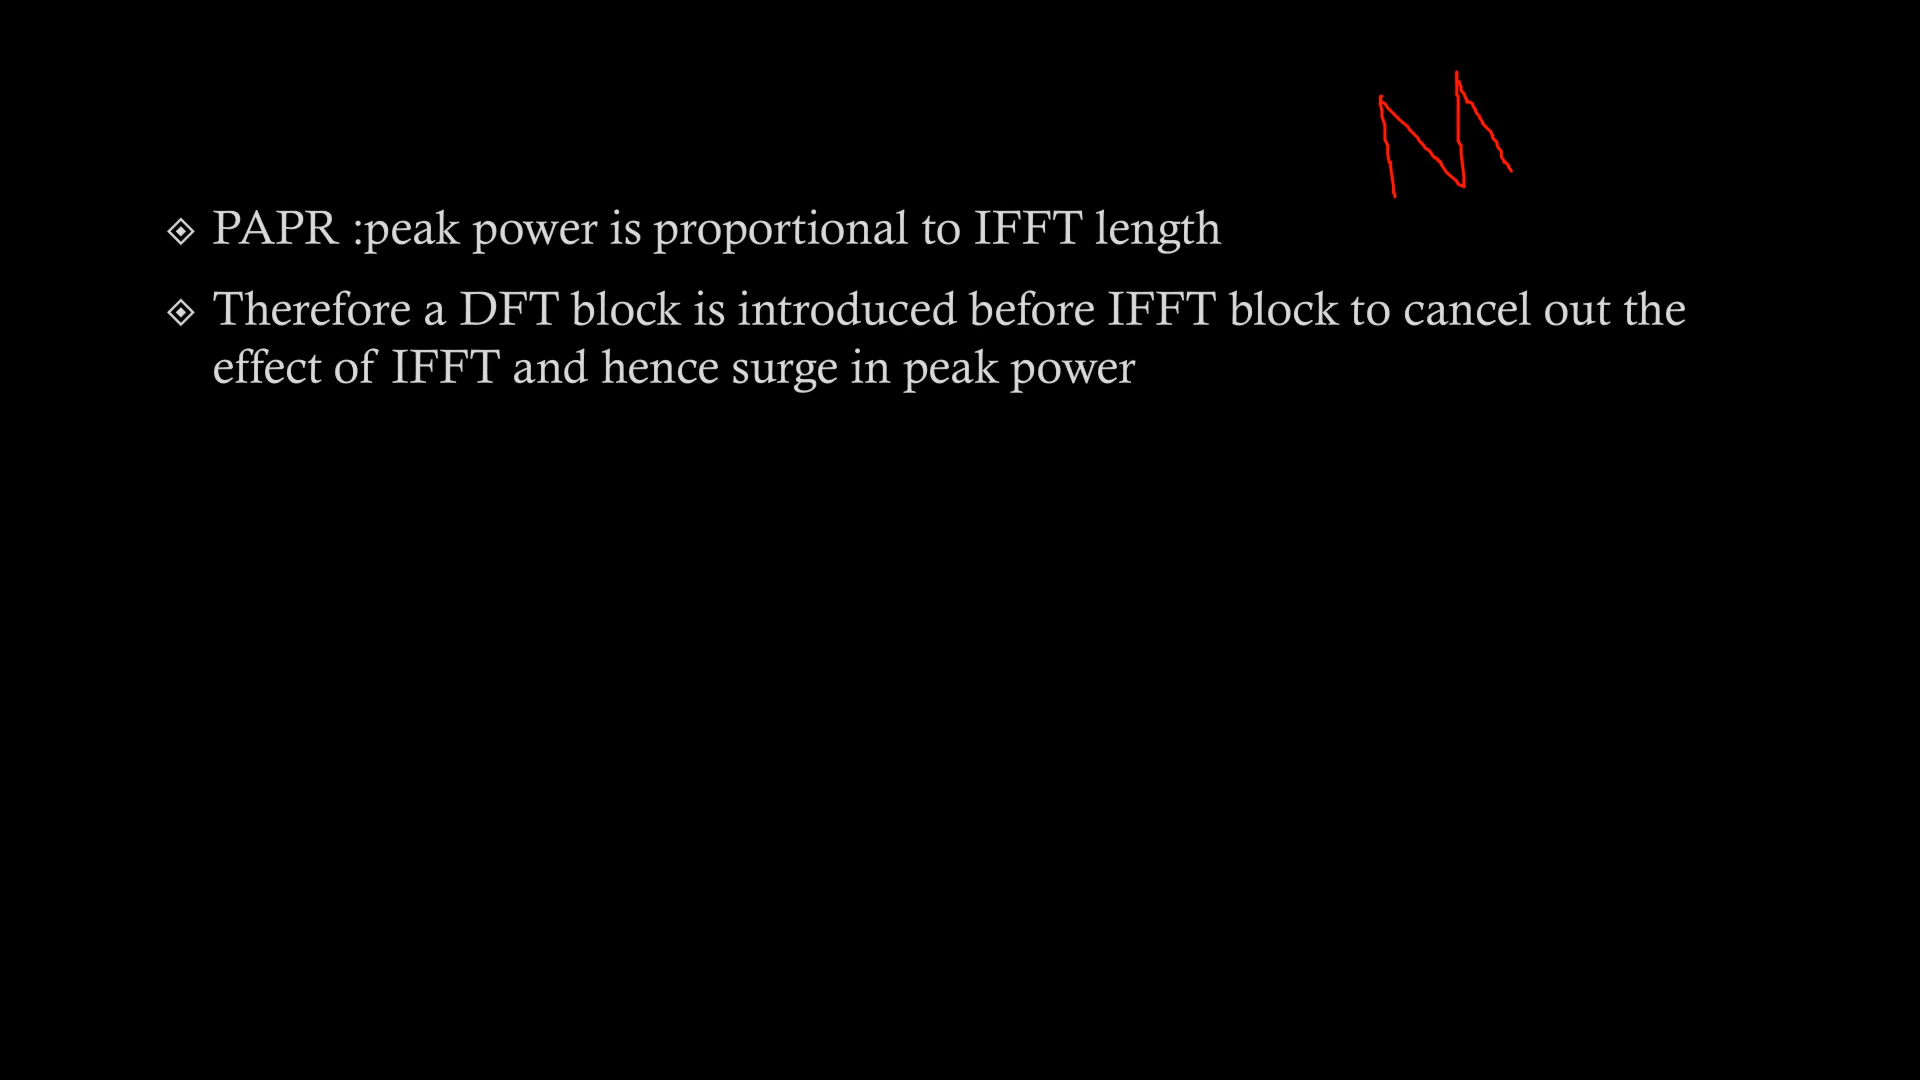 M
PAPR :peak power is proportional to IFFT length
Therefore a DFT block is introduced before IFFT block to cancel out the
effect of IFFT and hence surge in peak power